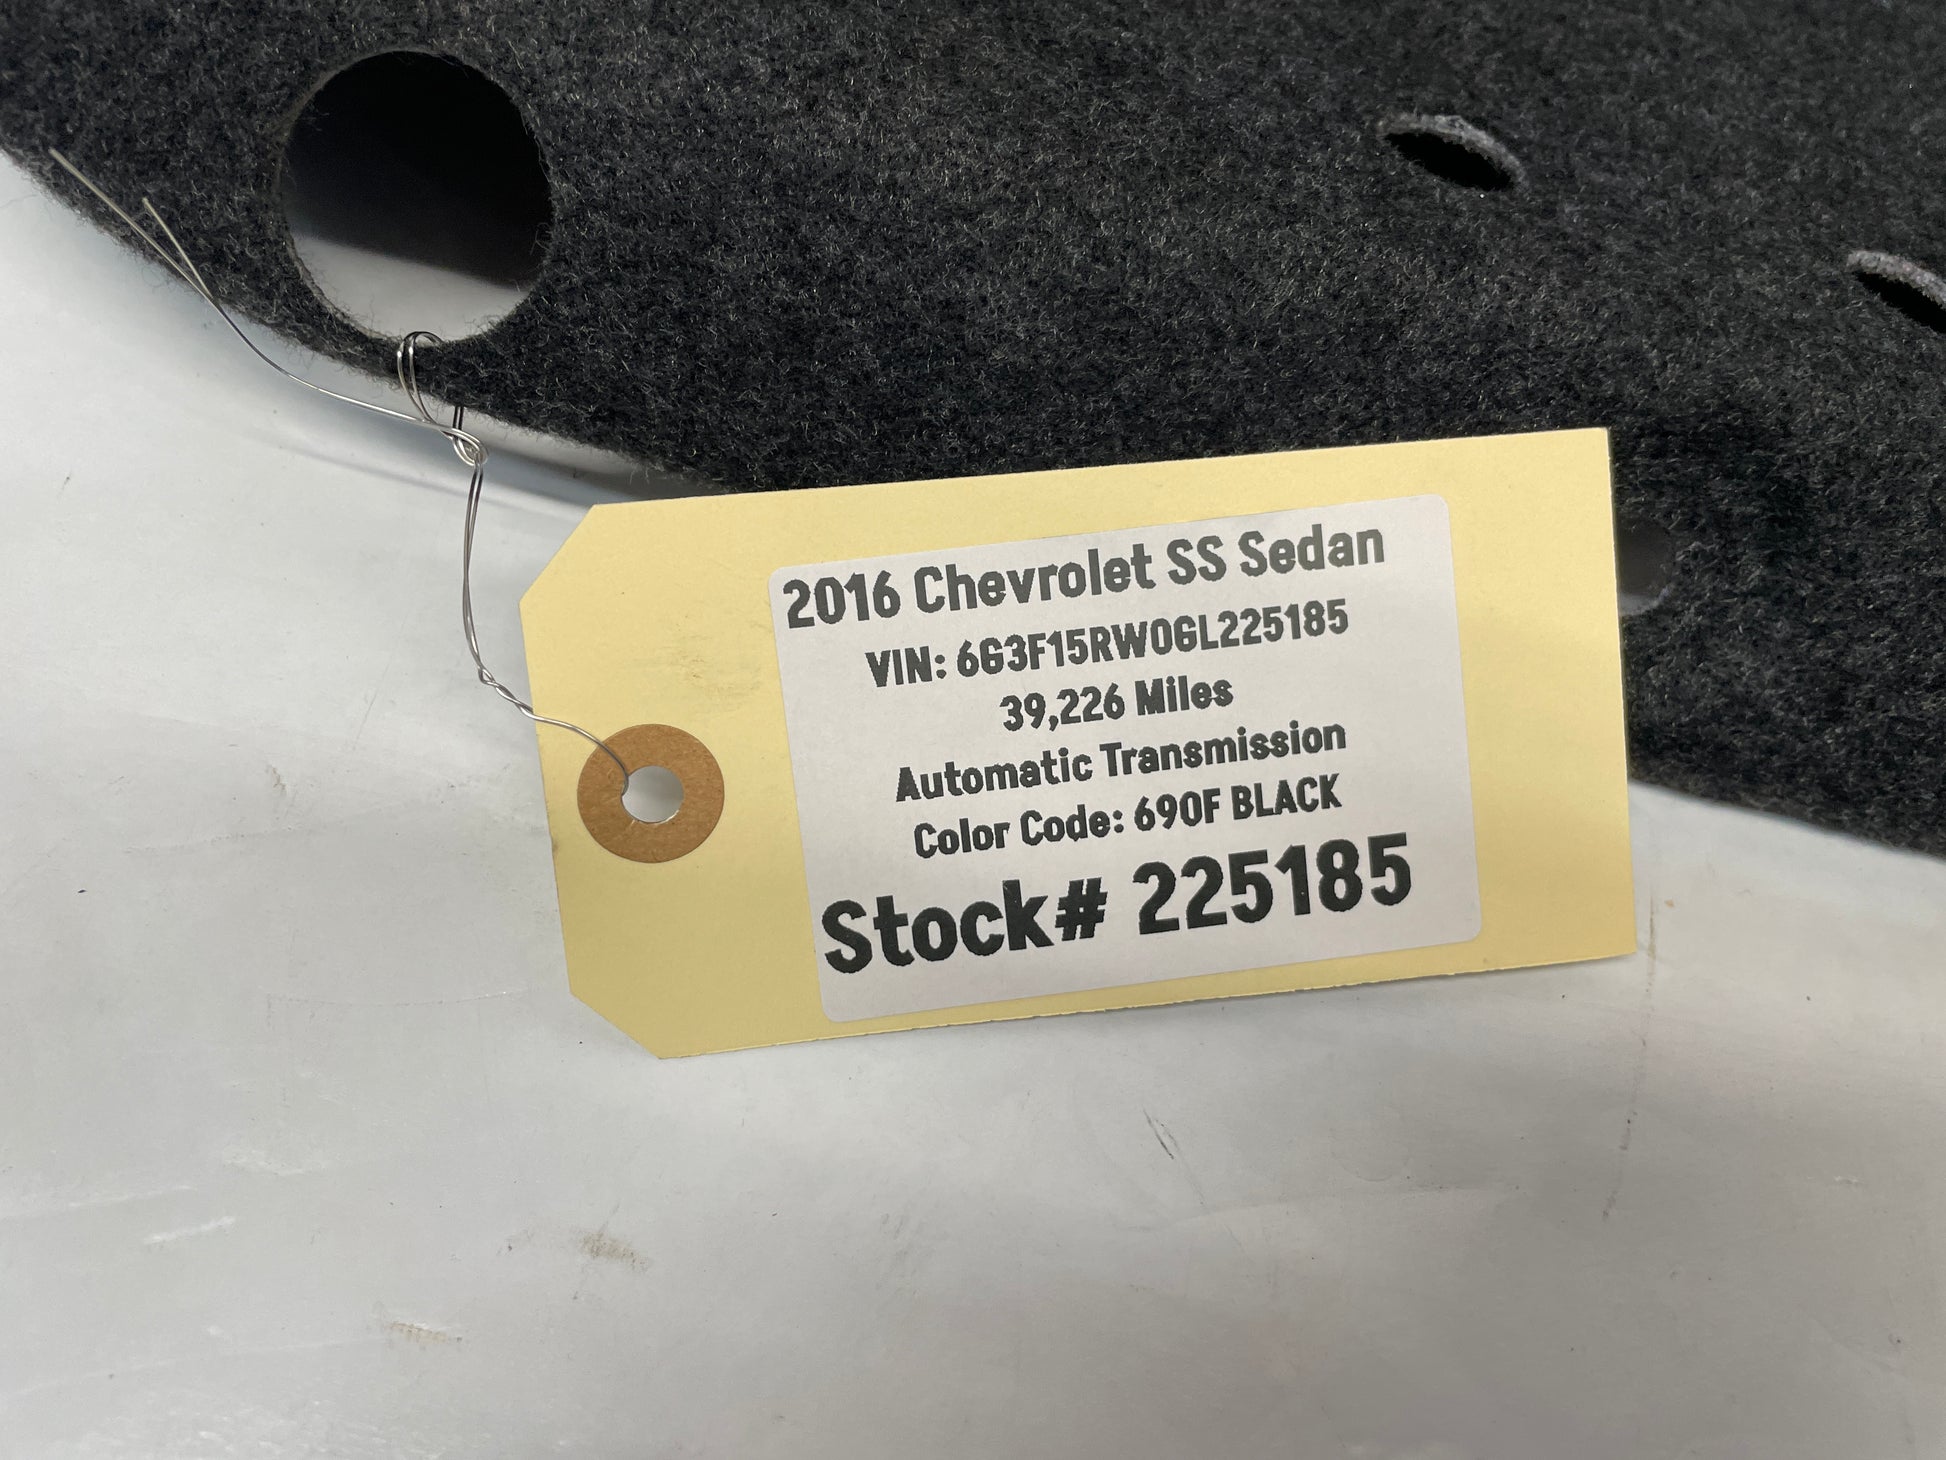 2016 Chevrolet SS Sedan
VIN: 6G3F15RW0GL225185
39,226 Miles
Automatic Transmission
Color Code: 690F BLACK
Stock# 225185